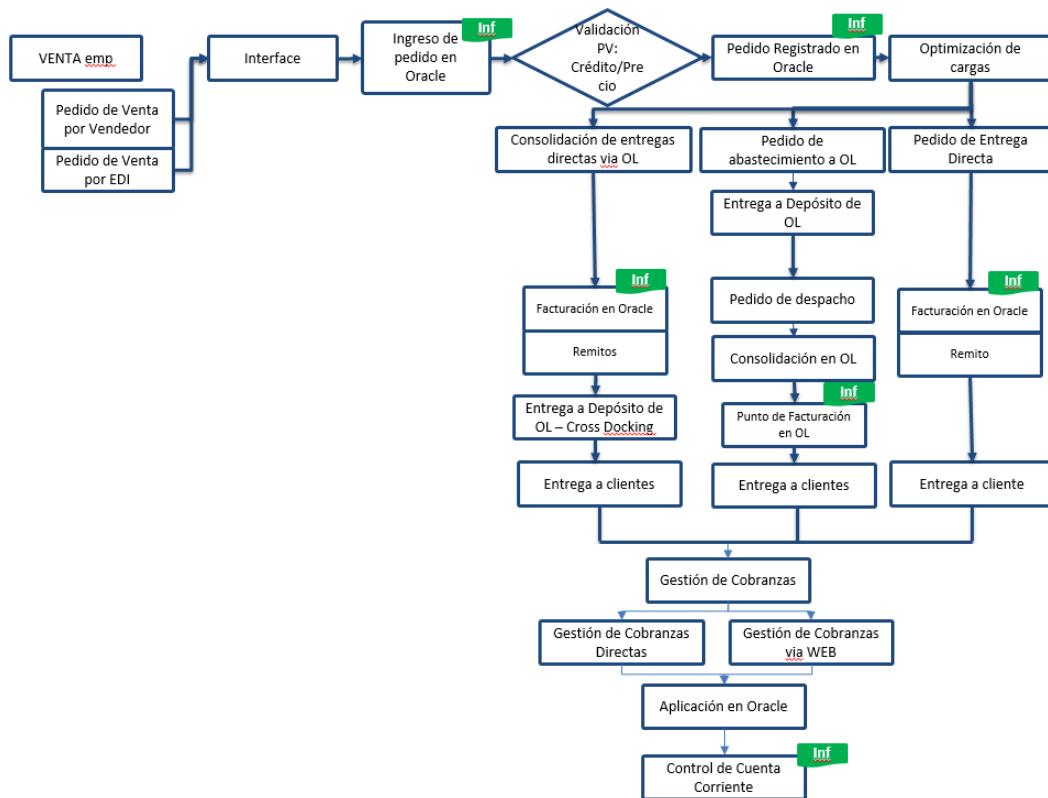 Inf
Inf
VENTA emp
Interface
Ingreso de
pedido en
Oracle
Validación
PV:
Crédito/Pre
cio
Pedido Registrado en
Oracle
Optimización de
cargas
Pedido de Venta
por Vendedor
Pedido de Venta
por EDI
Consolidación de entregas
directas via OL
Pedido de
abastecimiento a OL
Pedido de Entrega
Directa
Entrega a Depósito de
OL
Inf
Inf
Facturación en Oracle
Pedido de despacho
Facturación en Oracle
Remitos
Consolidación en OL
Remito
Inf
Entrega a Depósito de
OL – Cross Docking
Punto de Facturación
en OL
Entrega a clientes
Entrega a clientes
Entrega a cliente
Gestión de Cobranzas
Gestión de Cobranzas
Directas
Gestión de Cobranzas
via WEB
Aplicación en Oracle
Inf
Control de Cuenta
Corriente